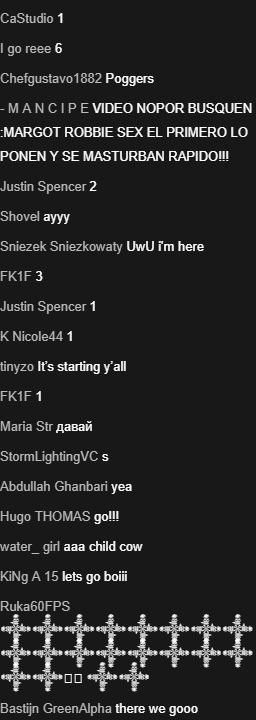 CaStudio 1
I go reee 6
Chefgustavo1882 Poggers
- M A N C I P E VIDEO NOPOR BUSQUEN
:MARGOT ROBBIE SEX EL PRIMERO LO
PONEN Y SE MASTURBAN RAPIDO!!!
Justin Spencer 2
Shovel ayyy
Sniezek Sniezkowaty UwU i'm here
FK1F 3
Justin Spencer 1
K Nicole44 1
tinyzo It's starting y'all
FK1F 1
Maria Str давай
StormLightingVC s
Abdullah Ghanbari yea
Hugo THOMAS go!!!
water_ girl aaa child cow
KiNg A 15 lets go boiii
Ruka60FPS
Bastijn GreenAlpha there we gooo